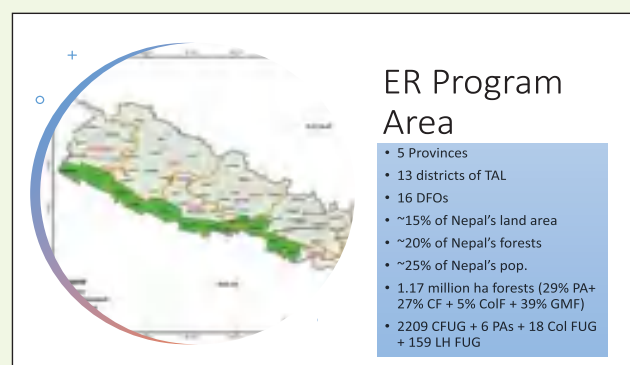 ER Program
Area
• 5 Provinces
• 13 districts of TAL
• 16 DFOs
• ~15% of Nepal's land area
• ~20% of Nepal's forests
• ~25% of Nepal's pop.
• 1.17 million ha forests (29% PA+
27% CF + 5% ColF + 39% GMF)
• 2209 CFUG + 6 PAs + 18 Col FUG
+ 159 LH FUG